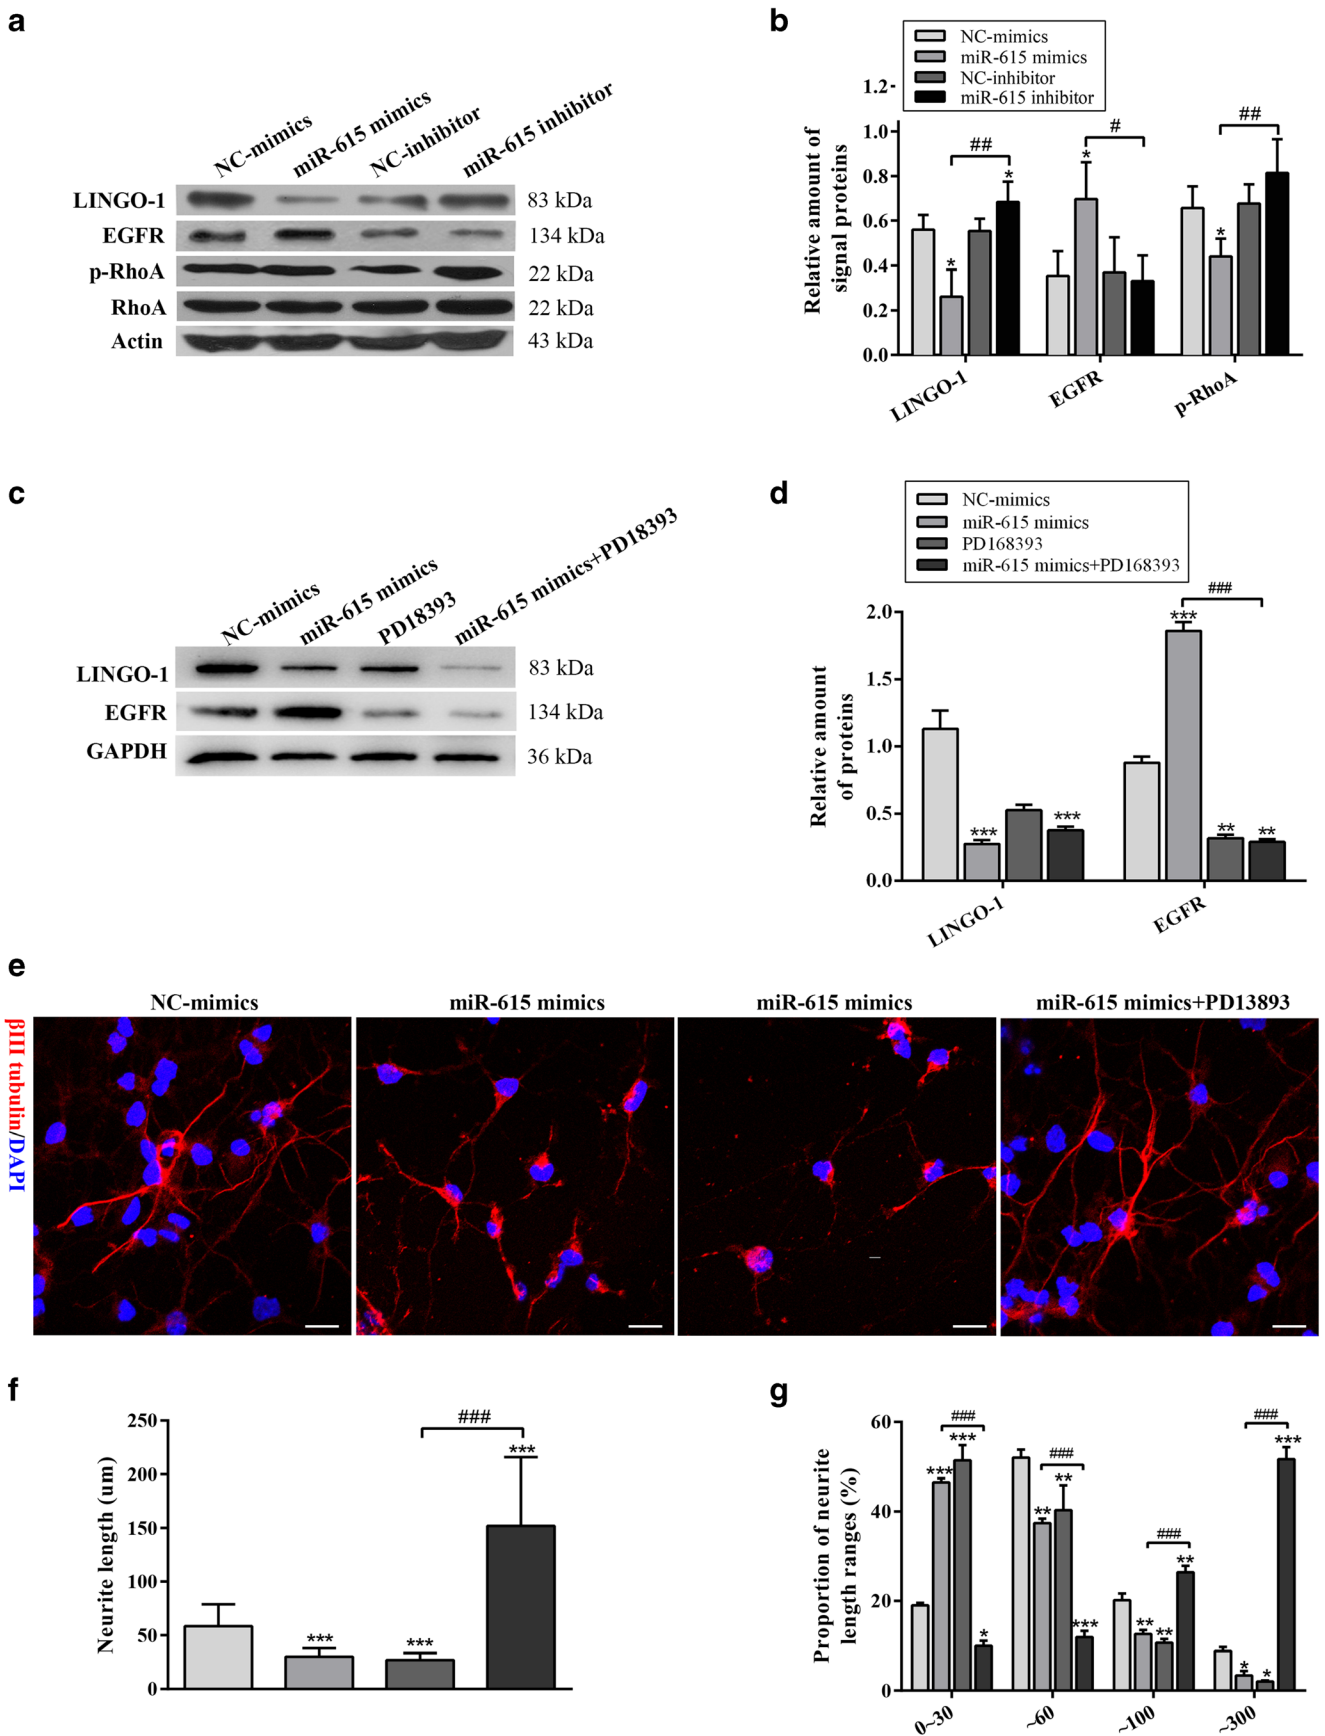 a
NC-mimics
miR-615 mimics
NC-inhibitor
miR-615 inhibitor
LINGO-1
83 kDa
EGFR
134 kDa
p-RhoA
22 kDa
RhoA
22 kDa
Actin
43 kDa
b
NC-mimics
miR-615 mimics
NC-inhibitor
miR-615 inhibitor
Relative amount of
signal proteins
1.2
1.0
0.8
0.6
0.4
0.2
0.0
*
##
*
*
#
*
##
LINGO-1
EGFR
p-RhoA
c
NC-mimics
miR-615 mimics
PD18393
miR-615 mimics+PD18393
LINGO-1
83 kDa
EGFR
134 kDa
GAPDH
36 kDa
d
NC-mimics
miR-615 mimics
PD168393
miR-615 mimics+PD168393
Relative amount
of proteins
2.0
1.5
1.0
0.5
0.0
***
***
***
###
**
**
LINGO-1
EGFR
e
βIII tubulin/DAPI
NC-mimics
miR-615 mimics
miR-615 mimics
miR-615 mimics+PD13893
f
Neurite length (um)
250
200
150
100
50
0
***
***
###
***
g
Proportion of neurite
length ranges (%)
60
40
20
0
###
***
***
*
###
**
**
***
###
**
**
**
###
*
*
***
0~30
~60
~100
~300